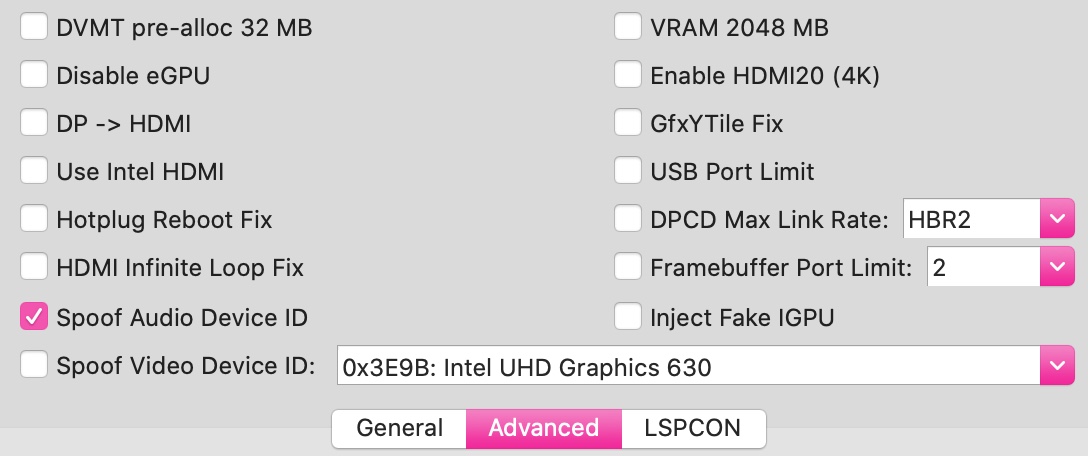 DVMT pre-alloc 32 MB
VRAM 2048 MB
Disable eGPU
Enable HDMI20 (4K)
DP -> HDMI
GfxYTile Fix
Use Intel HDMI
USB Port Limit
Hotplug Reboot Fix
DPCD Max Link Rate: HBR2
HDMI Infinite Loop Fix
Framebuffer Port Limit: 2
Spoof Audio Device ID
Inject Fake IGPU
Spoof Video Device ID: 0x3E9B: Intel UHD Graphics 630
General Advanced LSPCON